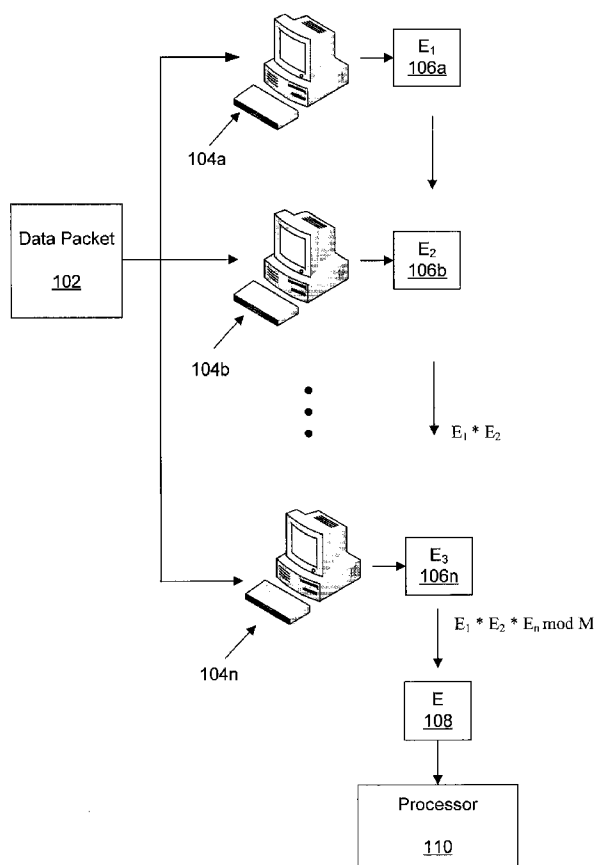 E₁
106a
104a
Data Packet
102
E₂
106b
104b
E₁ * E₂
E₃
106n
104n
E₁ * E₂ * Eₙ mod M
E
108
Processor
110